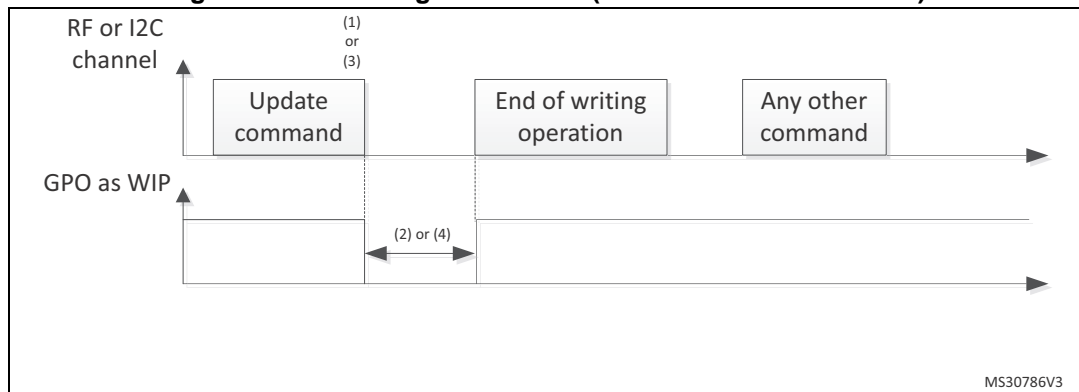 RF or I2C
channel
(1)
or
(3)
Update
command
End of writing
operation
Any other
command
GPO as WIP
(2) or (4)
MS30786V3